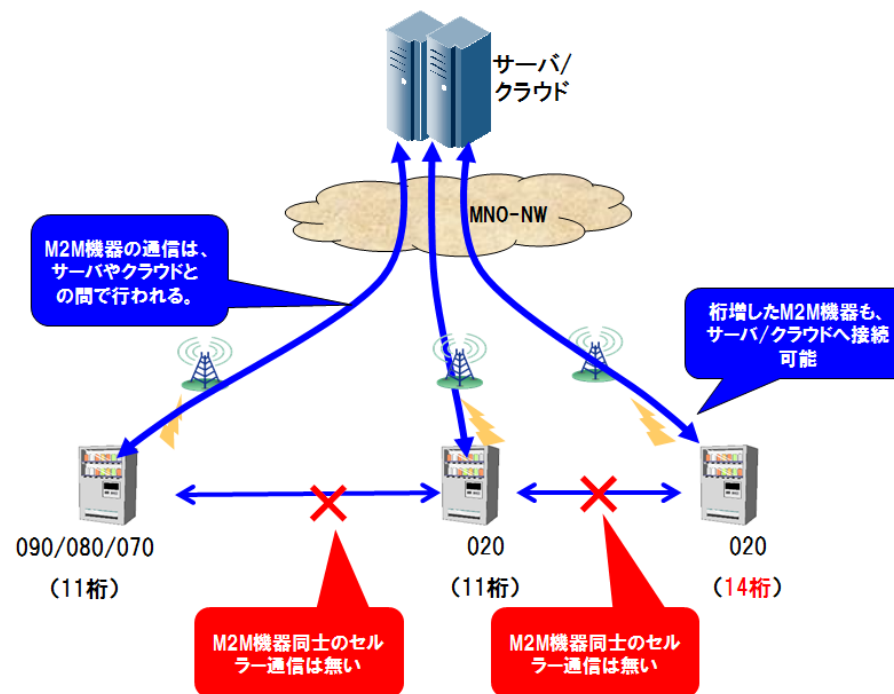 サーバ/
クラウド
MNO-NW
M2M機器の通信は、
サーバやクラウドと
の間で行われる。
桁増したM2M機器も、
サーバ/クラウドへ接続
可能
090/080/070
（11桁）
020
（11桁）
020
（14桁）
M2M機器同士のセル
ラー通信は無い
M2M機器同士のセル
ラー通信は無い